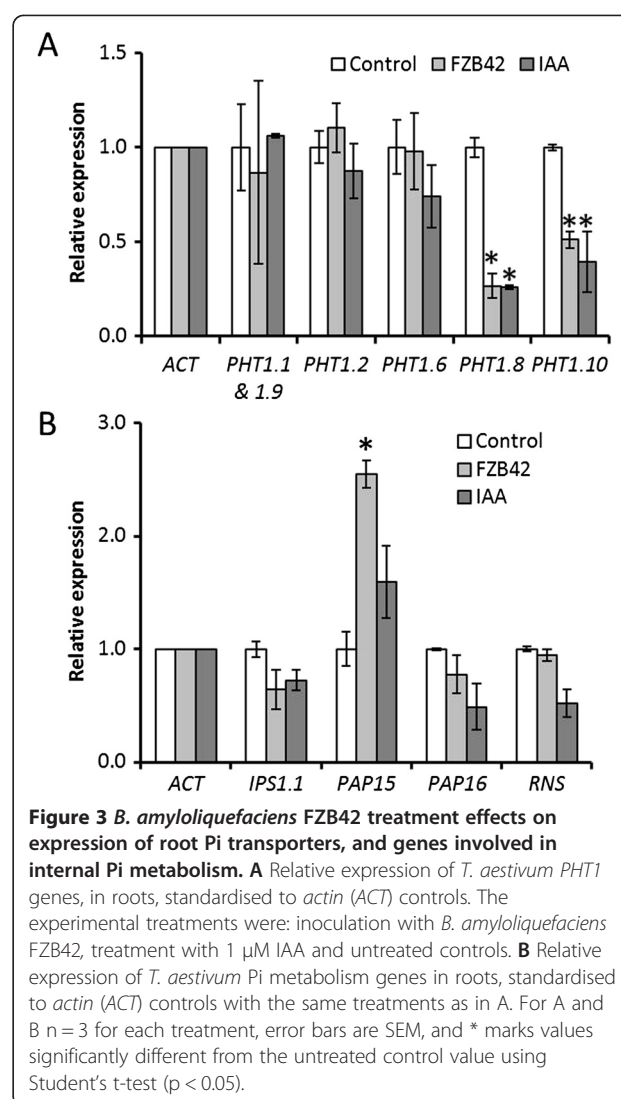 A
Control FZB42 IAA
Relative expression
1.5
1.0
0.5
0.0
* * * *
ACT PHT1.1 & 1.9 PHT1.2 PHT1.6 PHT1.8 PHT1.10
B
Control
FZB42
IAA
Relative expression
3.0
2.0
1.0
0.0
*
ACT IPS1.1 PAP15 PAP16 RNS
Figure 3 B. amyloliquefaciens FZB42 treatment effects on
expression of root Pi transporters, and genes involved in
internal Pi metabolism. A Relative expression of T. aestivum PHT1
genes, in roots, standardised to actin (ACT) controls. The
experimental treatments were: inoculation with B. amyloliquefaciens
FZB42, treatment with 1 μM IAA and untreated controls. B Relative
expression of T. aestivum Pi metabolism genes in roots, standardised
to actin (ACT) controls with the same treatments as in A. For A and
B n = 3 for each treatment, error bars are SEM, and * marks values
significantly different from the untreated control value using
Student's t-test (p < 0.05).